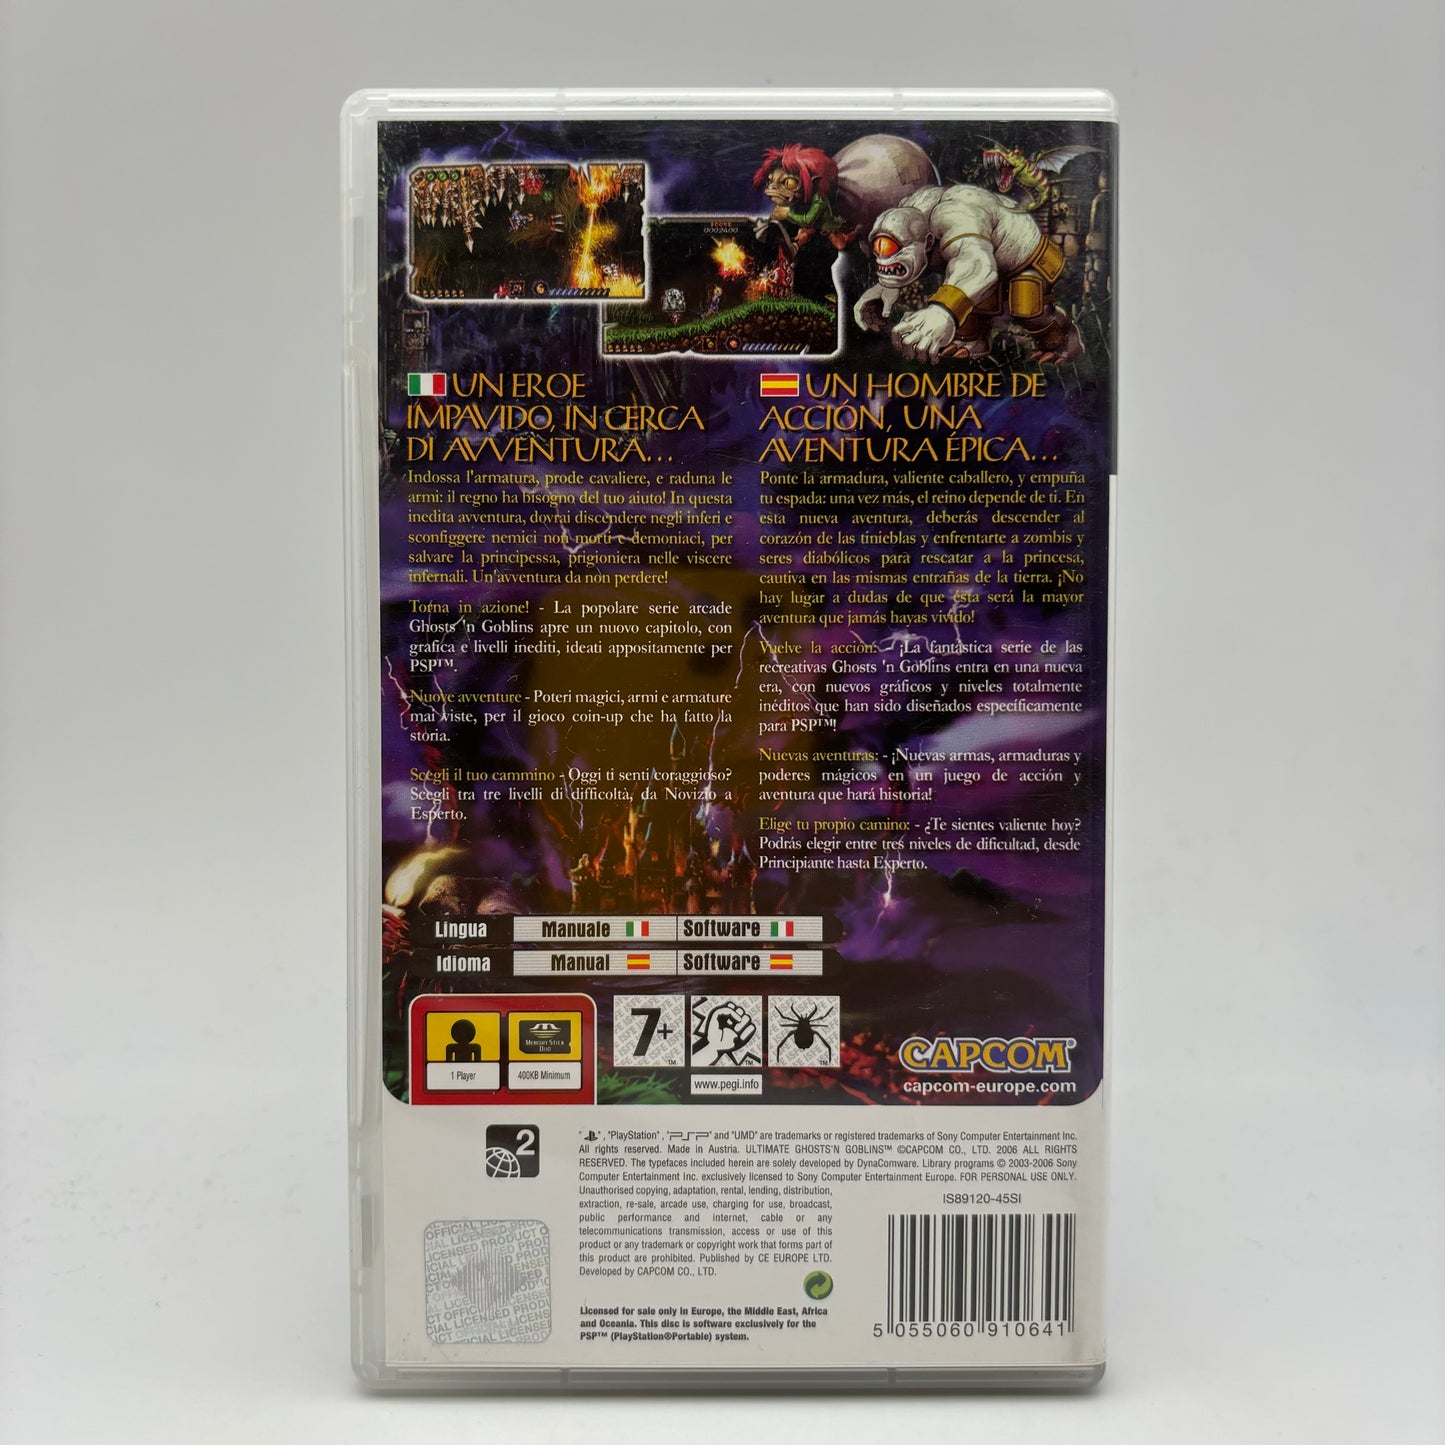 SCORE
0002400
UN EROE
IMPAVIDO, IN CERCA
DI AVVENTURA...
Indossa l'armatura, prode cavaliere, e raduna le
armi: il regno ha bisogno del tuo aiuto! In questa
inedita avventura, dovrai discendere negli inferi e
sconfiggere nemici non morti e demoniaci, per
salvare la principessa, prigioniera nelle viscere
infernali. Un'avventura da non perdere!
Torna in azione! - La popolare serie arcade
Ghosts 'n Goblins apre un nuovo capitolo, con
grafica e livelli inediti, ideati appositamente per
PSP™.
Nuove avventure - Poteri magici, armi e armature
mai viste, per il gioco coin-up che ha fatto la
storia.
Scegli il tuo cammino - Oggi ti senti coraggioso?
Scegli tra tre livelli di difficoltà, da Novizio a
Esperto.
UN HOMBRE DE
ACCIÓN, UNA
AVENTURA ÉPICA...
Ponte la armadura, valiente caballero, y empuña
tu espada: una vez más, el reino depende de ti. En
esta nueva aventura, deberás descender al
corazón de las tinieblas y enfrentarte a zombis y
seres diabólicos para rescatar a la princesa,
cautiva en las mismas entrañas de la tierra. ¡No
hay lugar a dudas de que ésta será la mayor
aventura que jamás hayas vivido!
Vuelve la acción: - ¡La fantástica serie de las
recreativas Ghosts 'n Goblins entra en una nueva
era, con nuevos gráficos y niveles totalmente
inéditos que han sido diseñados específicamente
para PSP™!
Nuevas aventuras: - ¡Nuevas armas, armaduras y
poderes mágicos en un juego de acción y
aventura que hará historia!
Elige tu propio camino: - ¿Te sientes valiente hoy?
Podrás elegir entre tres niveles de dificultad, desde
Principiante hasta Experto.
Lingua Manuale Software
Idioma Manual Software
MEMORY STICK
DUO
1 Player 400KB Minimum
7+
www.pegi.info
CAPCOM®
capcom-europe.com
2
" ", "PlayStation", "PSP" and "UMD" are trademarks or registered trademarks of Sony Computer Entertainment Inc.
All rights reserved. Made in Austria. ULTIMATE GHOSTS'N GOBLINS™ ©CAPCOM CO., LTD. 2006 ALL RIGHTS
RESERVED. The typefaces included herein are solely developed by DynaComware. Library programs © 2003-2006 Sony
Computer Entertainment Inc. exclusively licensed to Sony Computer Entertainment Europe. FOR PERSONAL USE ONLY.
Unauthorised copying, adaptation, rental, lending, distribution,
extraction, re-sale, arcade use, charging for use, broadcast,
public performance and internet, cable or any
telecommunications transmission, access or use of this
product or any trademark or copyright work that forms part of
this product are prohibited. Published by CE EUROPE LTD.
Developed by CAPCOM CO., LTD.
Licensed for sale only in Europe, the Middle East, Africa
and Oceania. This disc is software exclusively for the
PSP™ (PlayStation®Portable) system.
IS89120-45SI
5 055060 910641
OFFICIAL LICENSED PRODUCT